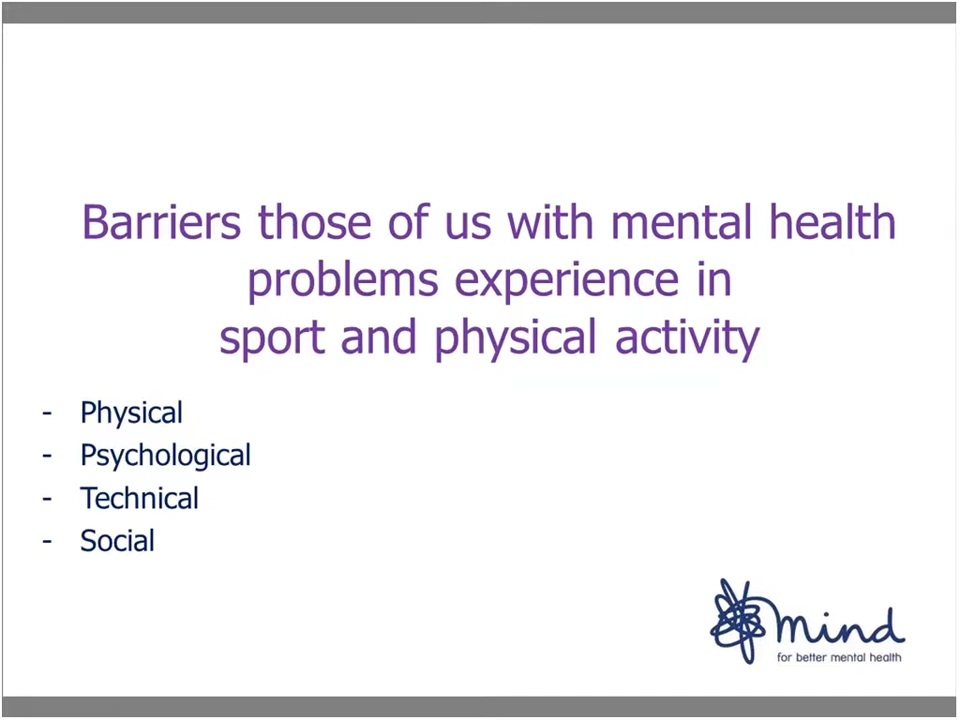 Barriers those of us with mental health
problems experience in
sport and physical activity
- Physical
- Psychological
- Technical
- Social
mind
for better mental health